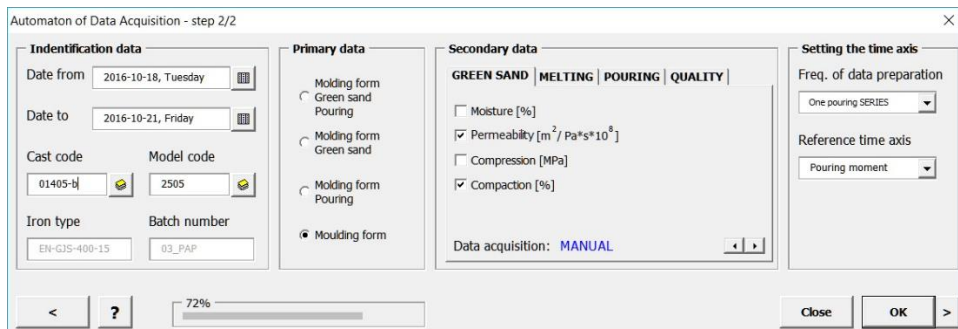 Automaton of Data Acquisition - step 2/2
Indentification data
Date from
2016-10-18, Tuesday
Date to
2016-10-21, Friday
Cast code
Model code
01405-b
2505
Iron type
Batch number
EN-GJS-400-15
03_PAP
Primary data
Molding form
Green sand
Pouring
Molding form
Green sand
Molding form
Pouring
Moulding form
Secondary data
GREEN SAND | MELTING | POURING | QUALITY |
Moisture [%]
Permeability [m²/ Pa*s*10⁸]
Compression [MPa]
Compaction [%]
Data acquisition: MANUAL
Setting the time axis
Freq. of data preparation
One pouring SERIES
Reference time axis
Pouring moment
<
?
72%
Close
OK
>